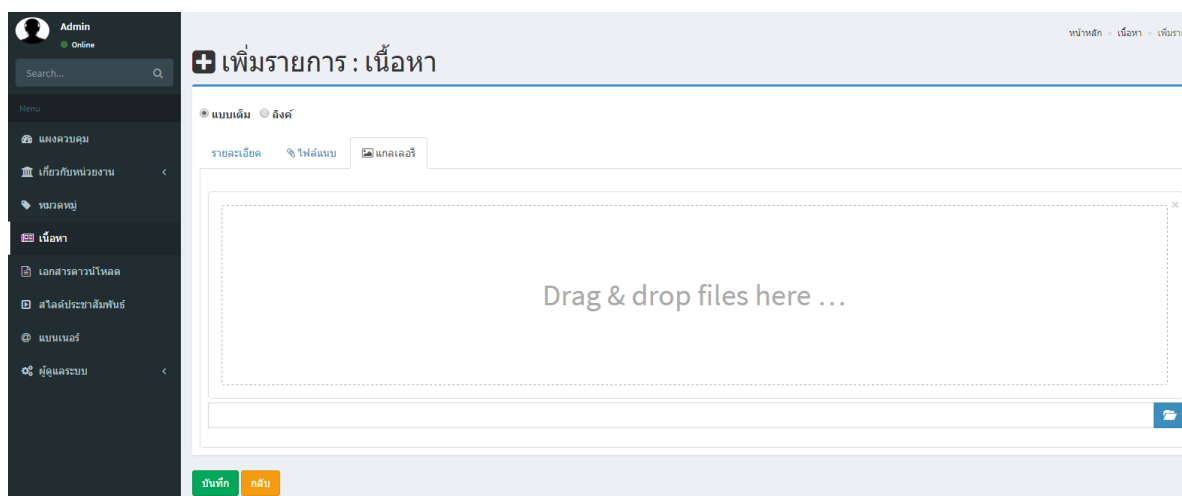 Admin
Online
Search...
Menu
แผงควบคุม
เกี่ยวกับหน่วยงาน
หมวดหมู่
เนื้อหา
เอกสารดาวน์โหลด
สไลด์ประชาสัมพันธ์
@ แบนเนอร์
ผู้ดูแลระบบ
หน้าหลัก > เนื้อหา > เพิ่มรา
เพิ่มรายการ : เนื้อหา
แบบเต็ม ลิงค์
รายละเอียด ไฟล์แนบ แกลเลอรี
×
Drag & drop files here …
บันทึก กลับ